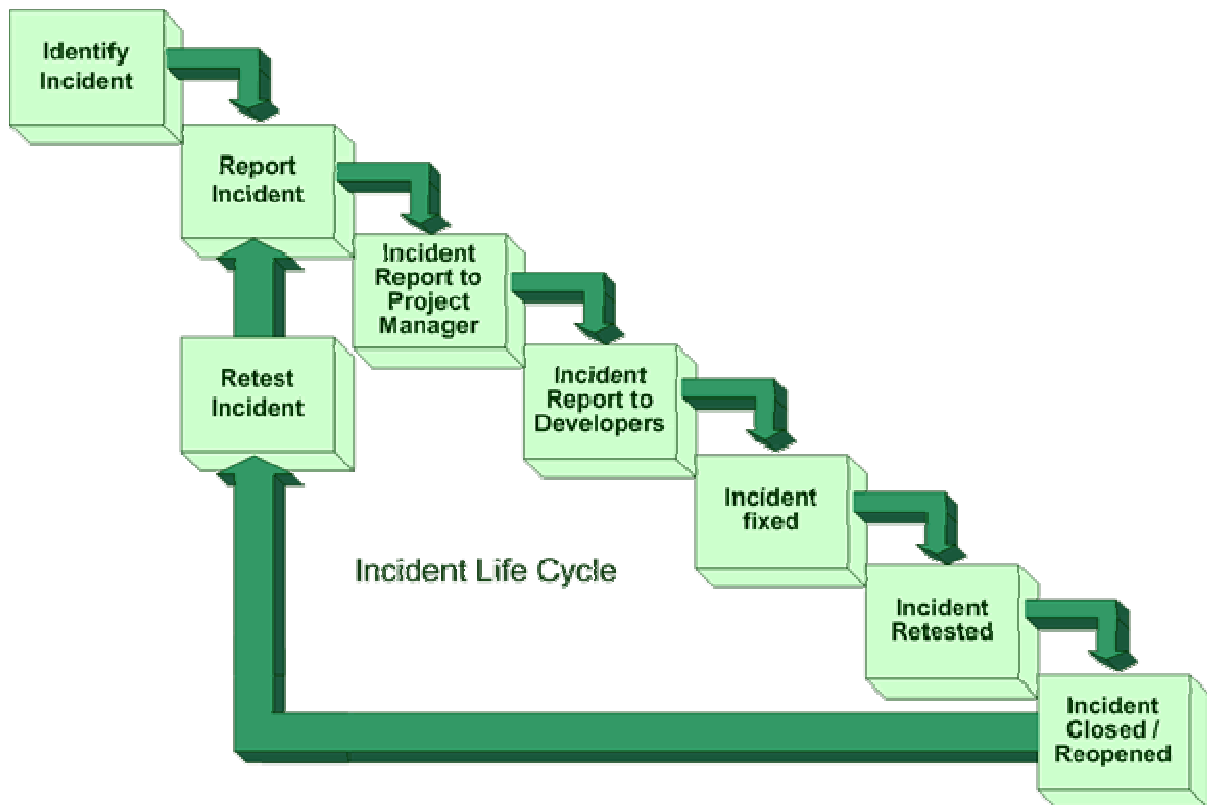 Identify
Incident
Report
Incident
Incident
Report to
Project
Manager
Incident
Report to
Developers
Incident
fixed
Incident
Retested
Incident
Closed /
Reopened
Retest
Incident
Incident Life Cycle